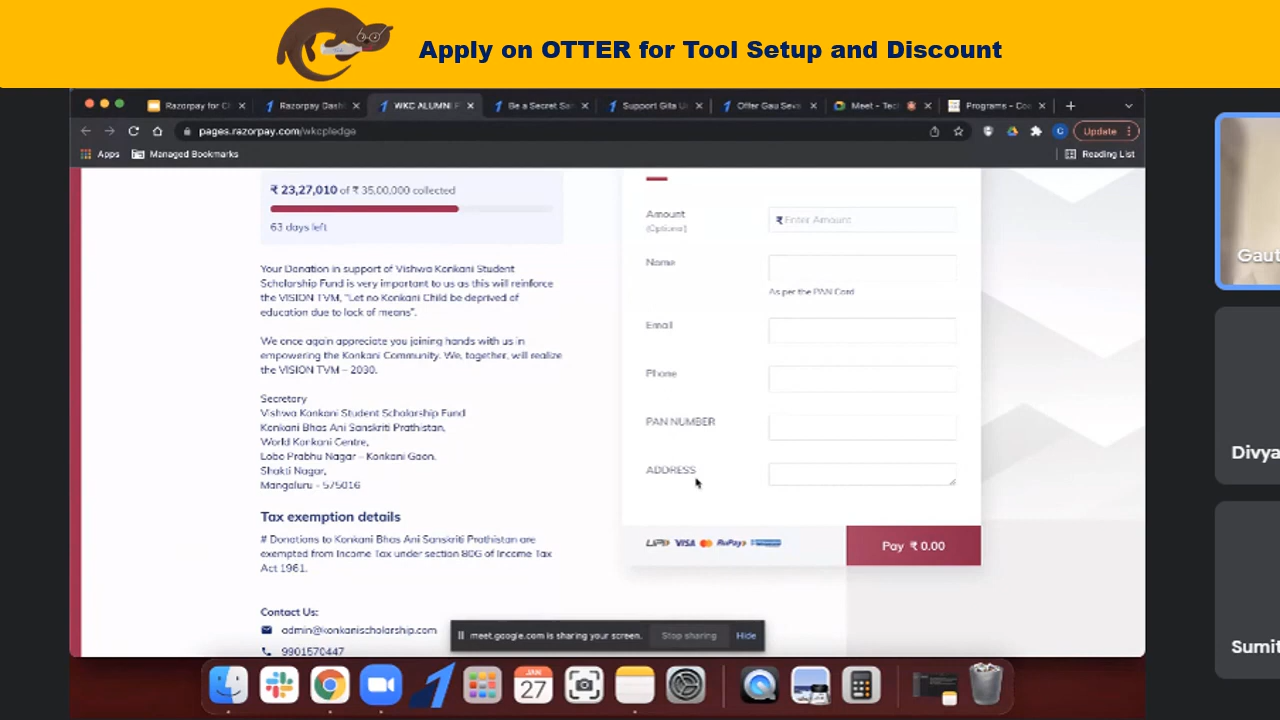 Apply on OTTER for Tool Setup and Discount
Razorpay for C
Razorpay Dash
WKC ALUMNI P
Be a Secret Sa
Support Gita
Offer Gau Seva
Meet - Tec
Programs - Co
pages.razorpay.com/wkcpledge
Update
Apps
Managed Bookmarks
Reading List
₹ 23,27,010 of ₹ 35,00,000 collected
63 days left
Your Donation in support of Vishwa Konkani Student
Scholarship Fund is very important to us as this will reinforce
the VISION TVM, "Let no Konkani Child be deprived of
education due to lack of means".
We once again appreciate you joining hands with us in
empowering the Konkani Community. We, together, will realize
the VISION TVM – 2030.
Secretary
Vishwa Konkani Student Scholarship Fund
Konkani Bhas Ani Sanskriti Prathistan,
World Konkani Centre,
Lobo Prabhu Nagar – Konkani Gaon.
Shakti Nagar,
Mangaluru - 575016
Tax exemption details
# Donations to Konkani Bhas Ani Sanskriti Prathistan are
exempted from Income Tax under section 80G of Income Tax
Act 1961.
Contact Us:
admin@konkanischolarship.com
9901570447
Amount
(Optional)
₹ Enter Amount
Name
As per the PAN Card
Email
Phone
PAN NUMBER
ADDRESS
UPI VISA RuPay
Pay ₹ 0.00
meet.google.com is sharing your screen.
Stop sharing
Hide
JAN
27
Gaut
Divya
Sumit